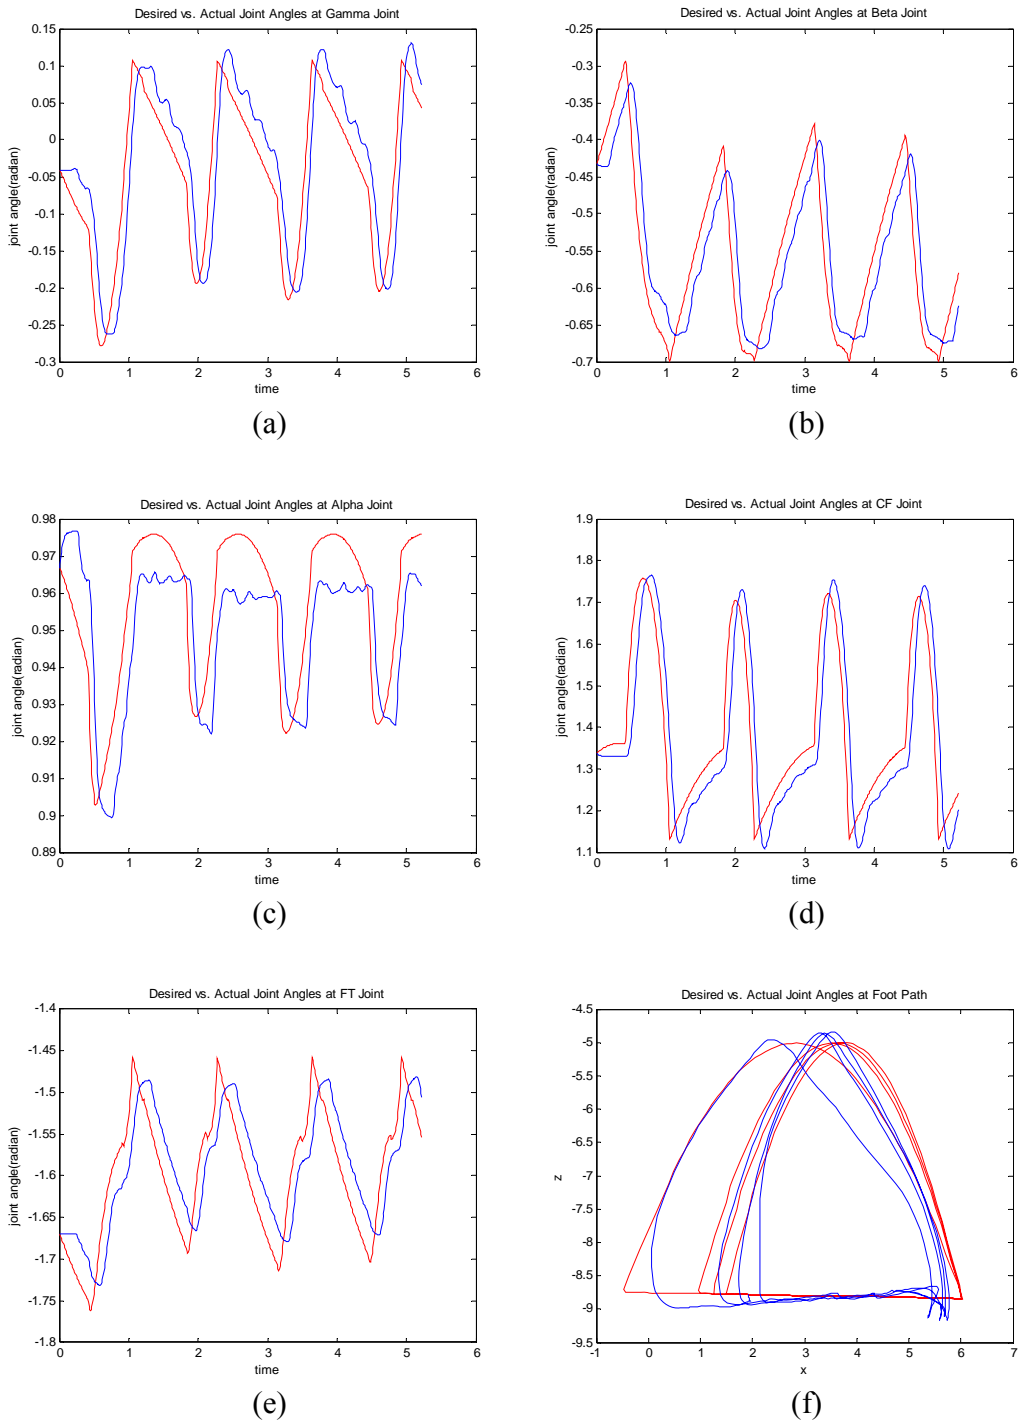 Desired vs. Actual Joint Angles at Gamma Joint
0.15
0.1
0.05
0
-0.05
-0.1
-0.15
-0.2
-0.25
-0.3
joint angle(radian)
0 1 2 3 4 5 6
time
(a)
Desired vs. Actual Joint Angles at Beta Joint
-0.25
-0.3
-0.35
-0.4
-0.45
-0.5
-0.55
-0.6
-0.65
-0.7
joint angle(radian)
0 1 2 3 4 5 6
time
(b)
Desired vs. Actual Joint Angles at Alpha Joint
0.98
0.97
0.96
0.95
0.94
0.93
0.92
0.91
0.9
0.89
joint angle(radian)
0 1 2 3 4 5 6
time
(c)
Desired vs. Actual Joint Angles at CF Joint
1.9
1.8
1.7
1.6
1.5
1.4
1.3
1.2
1.1
joint angle(radian)
0 1 2 3 4 5 6
time
(d)
Desired vs. Actual Joint Angles at FT Joint
-1.4
-1.45
-1.5
-1.55
-1.6
-1.65
-1.7
-1.75
-1.8
joint angle(radian)
0 1 2 3 4 5 6
time
(e)
Desired vs. Actual Joint Angles at Foot Path
-4.5
-5
-5.5
-6
-6.5
-7
-7.5
-8
-8.5
-9
-9.5
z
-1 0 1 2 3 4 5 6 7
x
(f)